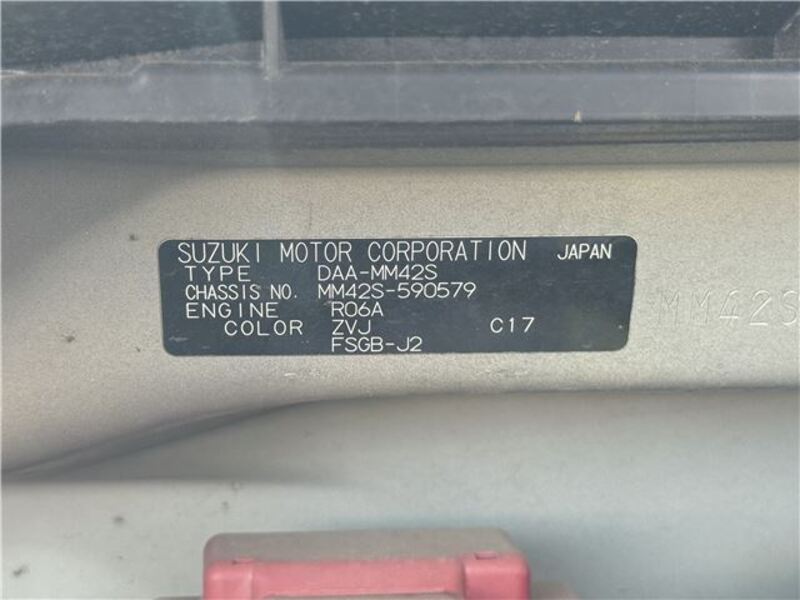 SUZUKI MOTOR CORPORATION JAPAN
TYPE DAA-MM42S
CHASSIS NO. MM42S-590579
ENGINE R06A
COLOR ZVJ C17
FSGB-J2
MM42S